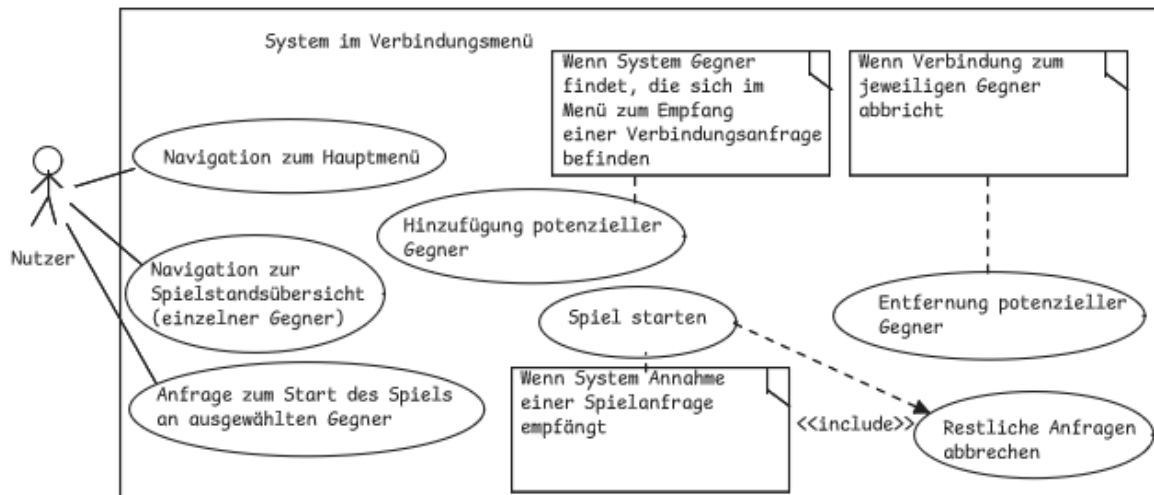 System im Verbindungsmenü
Wenn System Gegner
findet, die sich im
Menü zum Empfang
einer Verbindungsanfrage
befinden
Wenn Verbindung zum
jeweiligen Gegner
abbricht
Navigation zum Hauptmenü
Nutzer
Hinzufügung potenzieller
Gegner
Navigation zur
Spielstandsübersicht
(einzelner Gegner)
Spiel starten
Entfernung potenzieller
Gegner
Anfrage zum Start des Spiels
an ausgewählten Gegner
Wenn System Annahme
einer Spielanfrage
empfängt
<<include>>
Restliche Anfragen
abbrechen